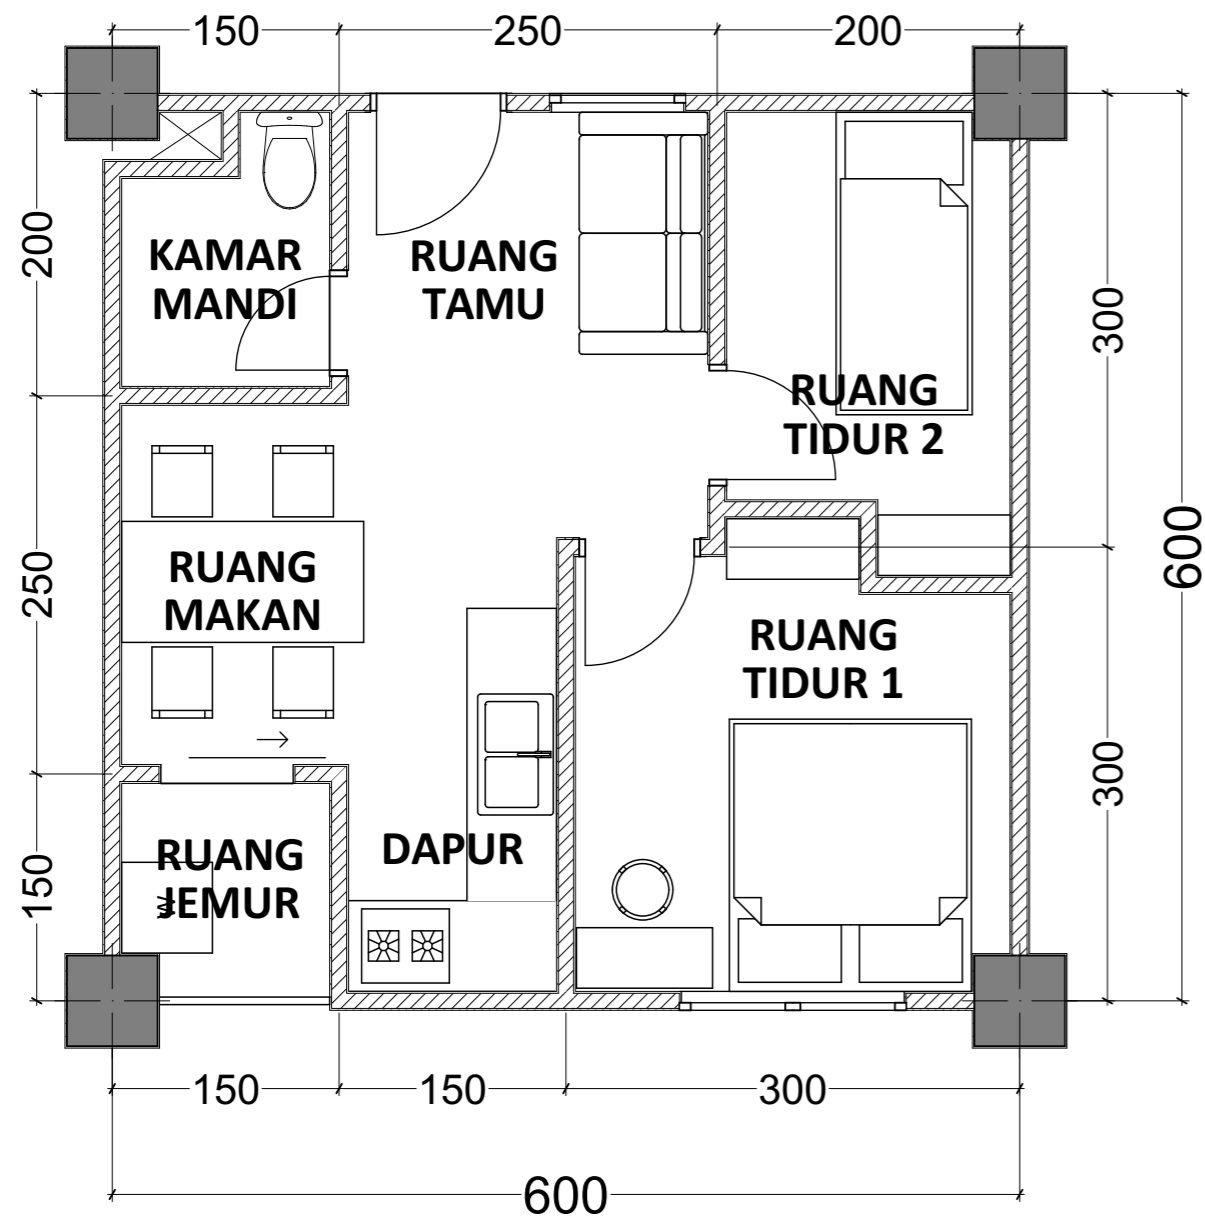 150
250
200
200
KAMAR
MANDI
RUANG
TAMU
300
RUANG
TIDUR 2
250
RUANG
MAKAN
600
RUANG
TIDUR 1
300
150
RUANG
JEMUR
DAPUR
150
150
300
600